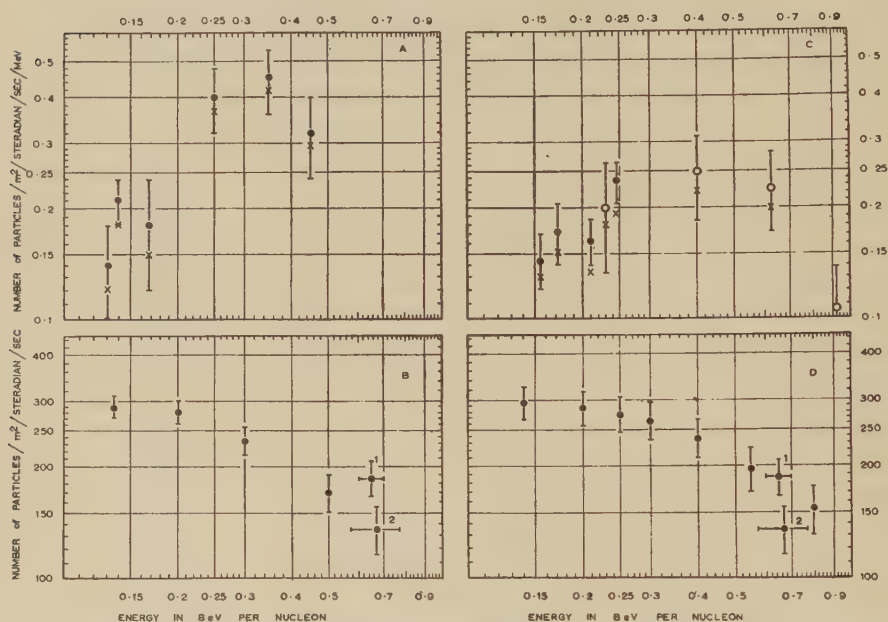 0·15 0·2 0·25 0·3 0·4 0·5 0·7 0·9
0·15 0·2 0·25 0·3 0·4 0·5 0·7 0·9
NUMBER of PARTICLES/m²/STERADIAN/SEC/MeV
0·5
0·4
0·3
0·25
0·2
0·15
0·1
A
C
0·5
0·4
0·3
0·25
0·2
0·15
0·1
NUMBER of PARTICLES/m²/STERADIAN/SEC
400
300
250
200
150
100
B
1
2
D
1
2
400
300
250
200
150
100
0·15 0·2 0·3 0·4 0·5 0·7 0·9
0·15 0·2 0·25 0·3 0·4 0·5 0·7 0·9
ENERGY IN BeV PER NUCLEON
ENERGY IN BeV PER NUCLEON